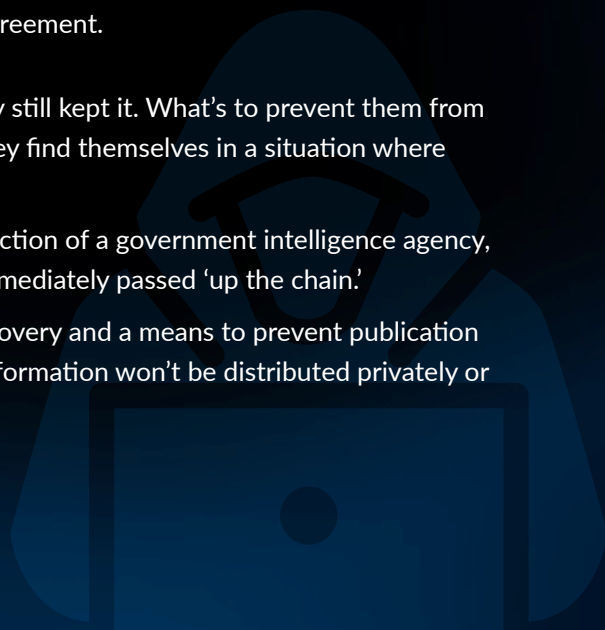 reement.
y still kept it. What’s to prevent them from
ey find themselves in a situation where
ction of a government intelligence agency,
mediately passed ‘up the chain.’
overy and a means to prevent publication
formation won’t be distributed privately or